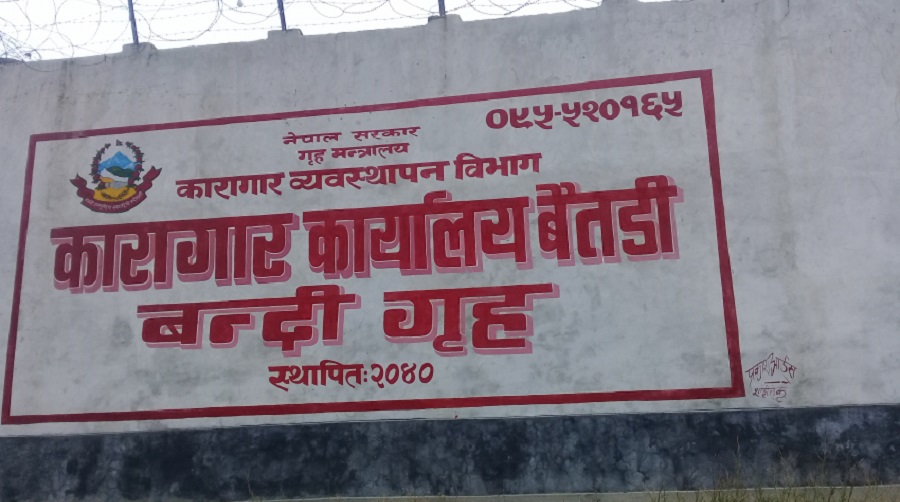 ०९५-५२०१६५
नेपाल सरकार
गृह मन्त्रालय
कारागार व्यवस्थापन विभाग
कारागार कार्यालय बैतडी
बन्दी गृह
स्थापितः२०४०